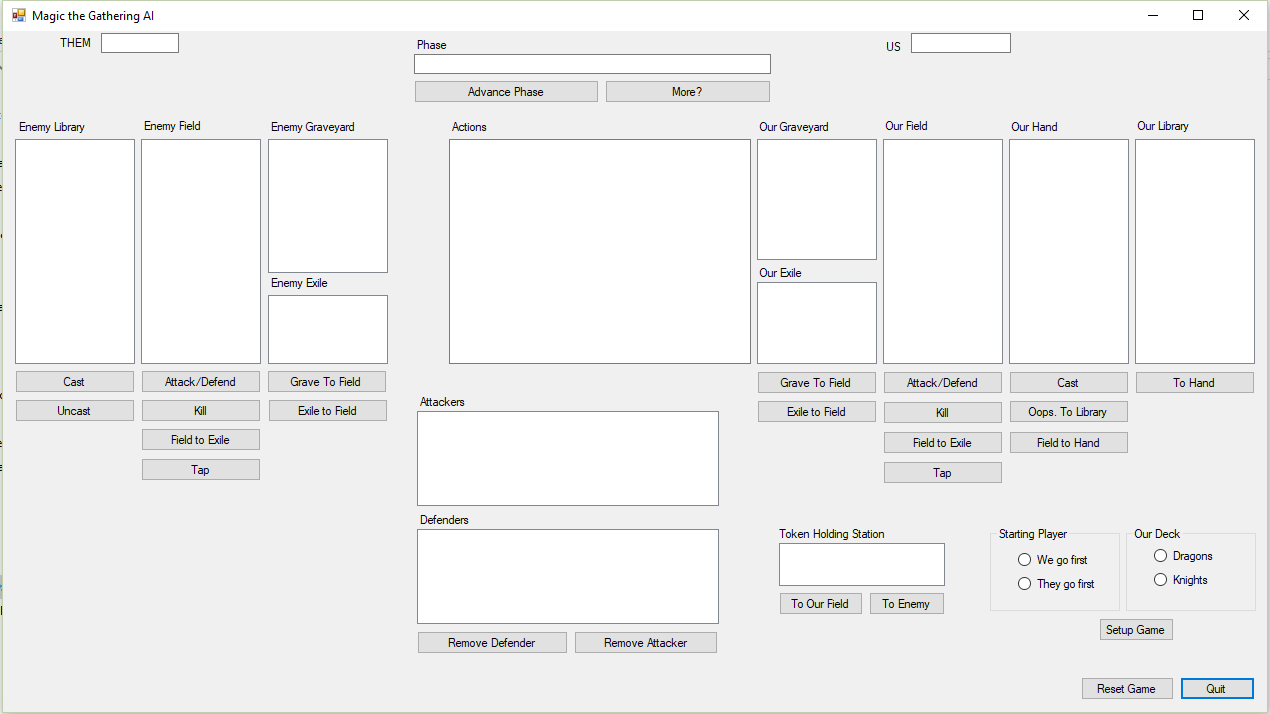 Magic the Gathering AI
THEM
Phase
US
Advance Phase
More?
Enemy Library
Enemy Field
Enemy Graveyard
Actions
Our Graveyard
Our Field
Our Hand
Our Library
Enemy Exile
Our Exile
Cast
Attack/Defend
Grave To Field
Grave To Field
Attack/Defend
Cast
To Hand
Uncast
Kill
Exile to Field
Exile to Field
Kill
Oops. To Library
Field to Exile
Field to Exile
Field to Hand
Tap
Tap
Attackers
Defenders
Token Holding Station
To Our Field
To Enemy
Starting Player
We go first
They go first
Our Deck
Dragons
Knights
Remove Defender
Remove Attacker
Setup Game
Reset Game
Quit